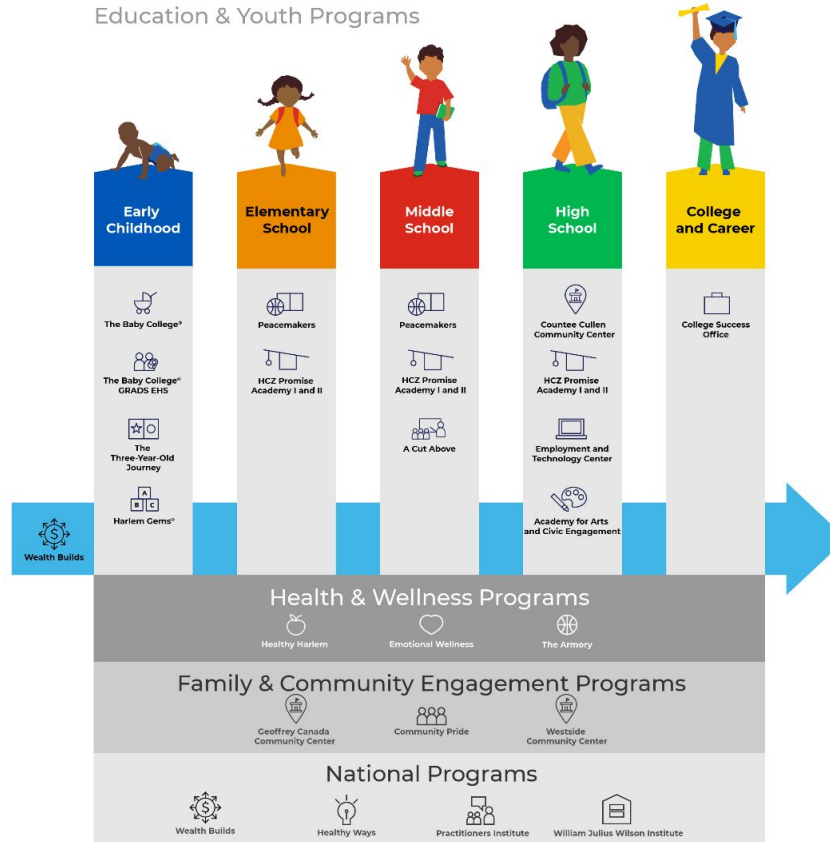 Education & Youth Programs
Early
Childhood
Elementary
School
Middle
School
High
School
College
and Career
The Baby College®
The Baby College®
GRADS EHS
The
Three-Year-Old
Journey
A
B C
Harlem Gems®
Peacemakers
HCZ Promise
Academy I and II
Peacemakers
HCZ Promise
Academy I and II
A Cut Above
Countee Cullen
Community Center
HCZ Promise
Academy I and II
Employment and
Technology Center
Academy for Arts
and Civic Engagement
College Success
Office
$
Wealth Builds
Health & Wellness Programs
Healthy Harlem
Emotional Wellness
The Armory
Family & Community Engagement Programs
Geoffrey Canada
Community Center
Community Pride
Westside
Community Center
National Programs
$
Wealth Builds
Healthy Ways
Practitioners Institute
William Julius Wilson Institute